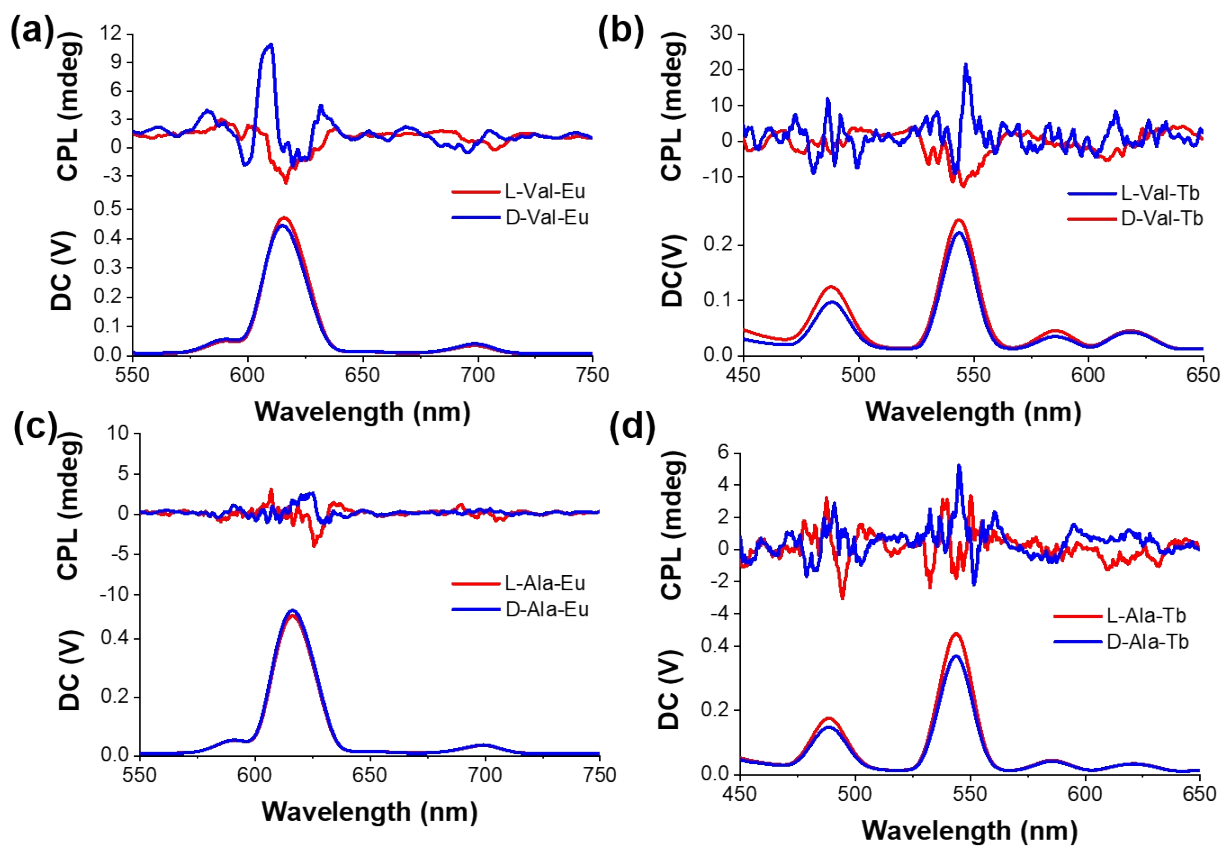 (a)
CPL (mdeg)
12
9
6
3
0
-3
L-Val-Eu
D-Val-Eu
DC (V)
0.5
0.4
0.3
0.2
0.1
0.0
550 600 650 700 750
Wavelength (nm)
(b)
CPL (mdeg)
30
20
10
0
-10
L-Val-Tb
D-Val-Tb
DC(V)
0.2
0.1
0.0
450 500 550 600 650
Wavelength (nm)
(c)
CPL (mdeg)
10
5
0
-5
-10
L-Ala-Eu
D-Ala-Eu
DC (V)
0.4
0.2
0.0
550 600 650 700 750
Wavelength (nm)
(d)
CPL (mdeg)
6
4
2
0
-2
-4
L-Ala-Tb
D-Ala-Tb
DC (V)
0.4
0.2
0.0
450 500 550 600 650
Wavelength (nm)